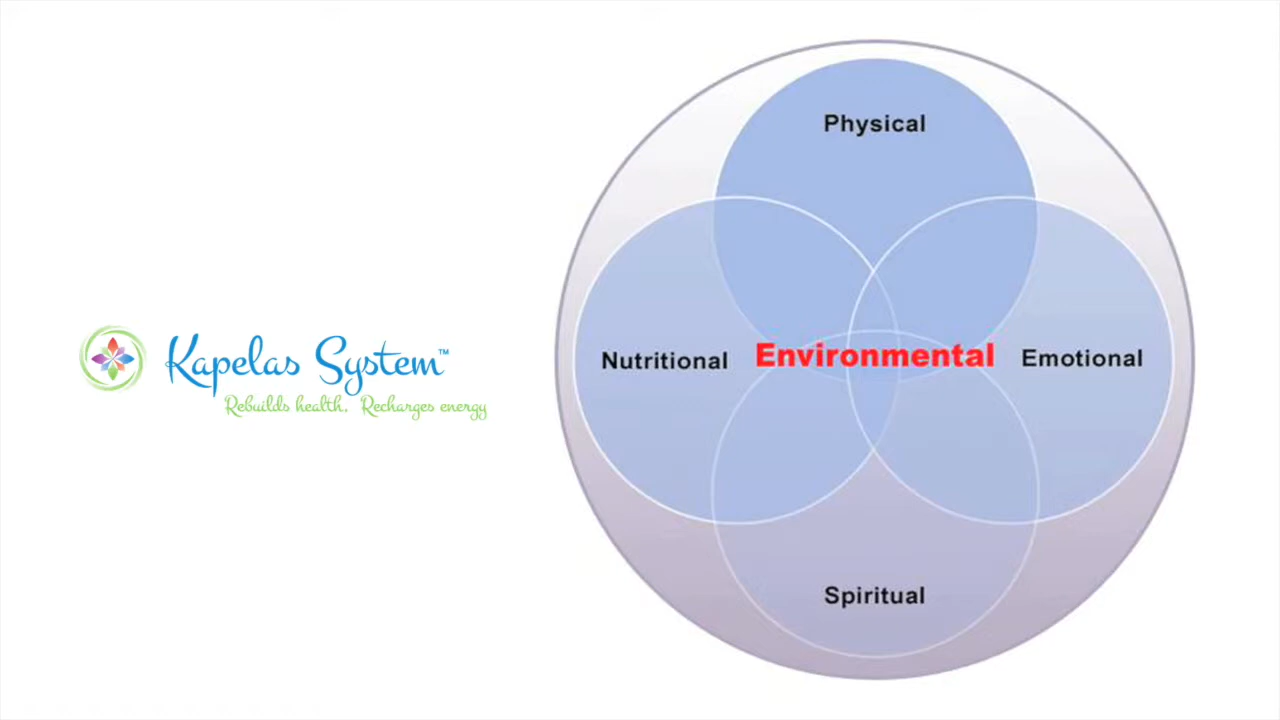 Kapelas System™
Rebuilds health. Recharges energy
Physical
Nutritional
Environmental
Emotional
Spiritual